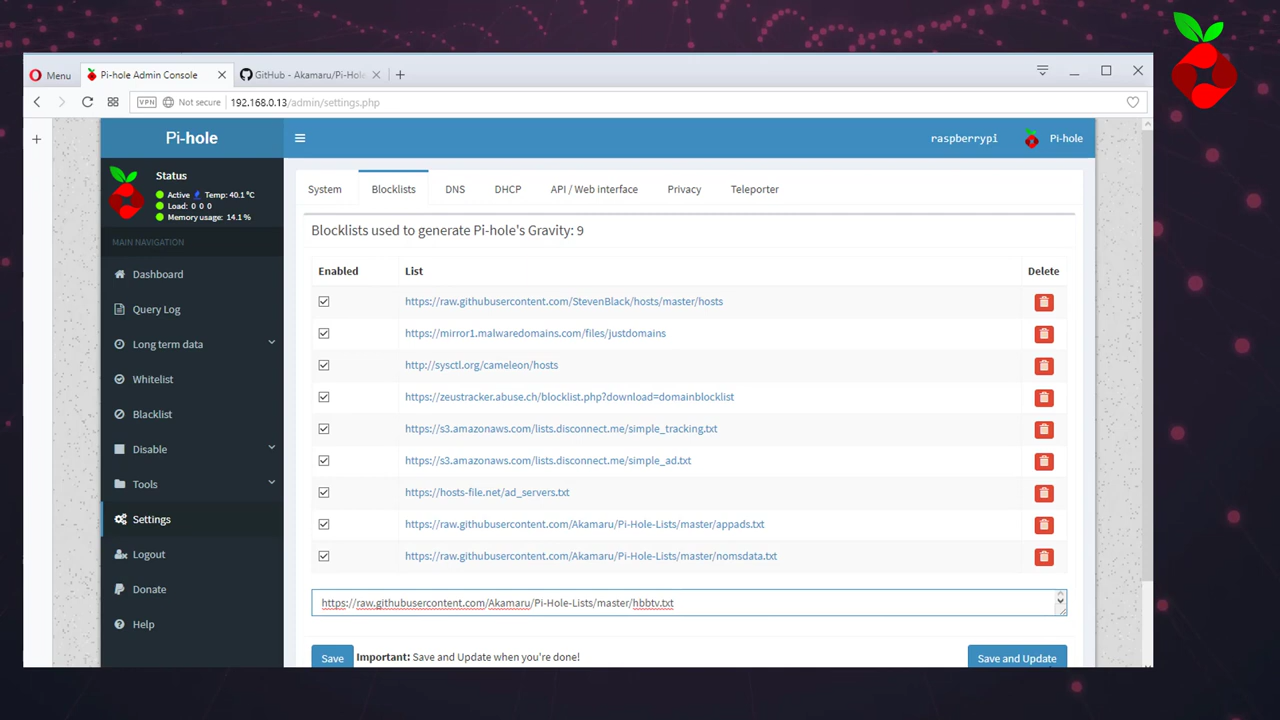 Menu
Pi-hole Admin Console
GitHub - Akamaru/Pi-Hole
VPN Not secure 192.168.0.13/admin/settings.php
Pi-hole
raspberrypi Pi-hole
Status
Active Temp: 40.1 °C
Load: 0 0 0
Memory usage: 14.1 %
MAIN NAVIGATION
Dashboard
Query Log
Long term data
Whitelist
Blacklist
Disable
Tools
Settings
Logout
Donate
Help
System Blocklists DNS DHCP API / Web interface Privacy Teleporter
Blocklists used to generate Pi-hole's Gravity: 9
Enabled List Delete
https://raw.githubusercontent.com/StevenBlack/hosts/master/hosts
https://mirror1.malwaredomains.com/files/justdomains
http://sysctl.org/cameleon/hosts
https://zeustracker.abuse.ch/blocklist.php?download=domainblocklist
https://s3.amazonaws.com/lists.disconnect.me/simple_tracking.txt
https://s3.amazonaws.com/lists.disconnect.me/simple_ad.txt
https://hosts-file.net/ad_servers.txt
https://raw.githubusercontent.com/Akamaru/Pi-Hole-Lists/master/appads.txt
https://raw.githubusercontent.com/Akamaru/Pi-Hole-Lists/master/nomsdata.txt
https://raw.githubusercontent.com/Akamaru/Pi-Hole-Lists/master/hbbtv.txt
Save Important: Save and Update when you're done! Save and Update